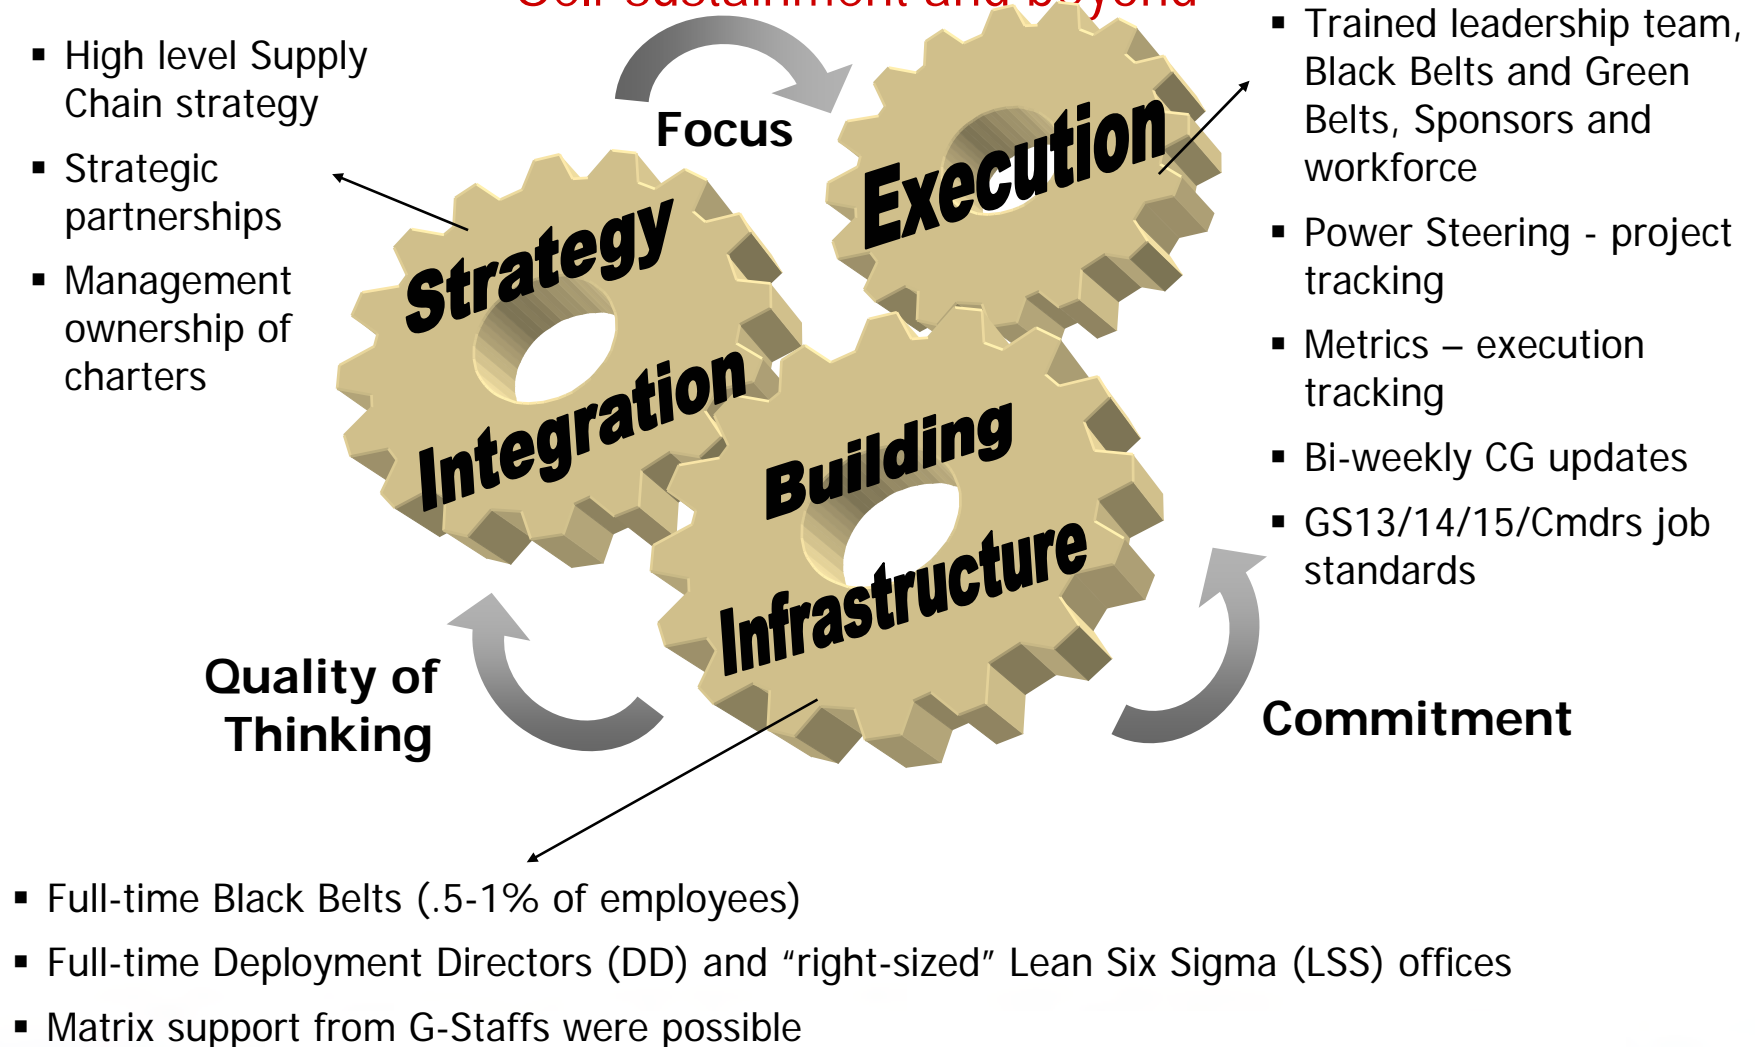 Self sustainment and beyond
▪ High level Supply
Chain strategy
▪ Strategic
partnerships
▪ Management
ownership of
charters
Focus
Strategy
Integration
Execution
Building
Infrastructure
▪ Trained leadership team,
Black Belts and Green
Belts, Sponsors and
workforce
▪ Power Steering - project
tracking
▪ Metrics – execution
tracking
▪ Bi-weekly CG updates
▪ GS13/14/15/Cmdrs job
standards
Quality of
Thinking
Commitment
▪ Full-time Black Belts (.5-1% of employees)
▪ Full-time Deployment Directors (DD) and “right-sized” Lean Six Sigma (LSS) offices
▪ Matrix support from G-Staffs were possible